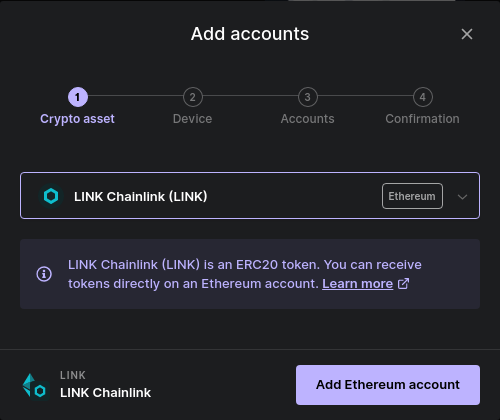 Add accounts
1
2
3
4
Crypto asset
Device
Accounts
Confirmation
LINK Chainlink (LINK)
Ethereum
LINK Chainlink (LINK) is an ERC20 token. You can receive
tokens directly on an Ethereum account. Learn more
LINK
LINK Chainlink
Add Ethereum account